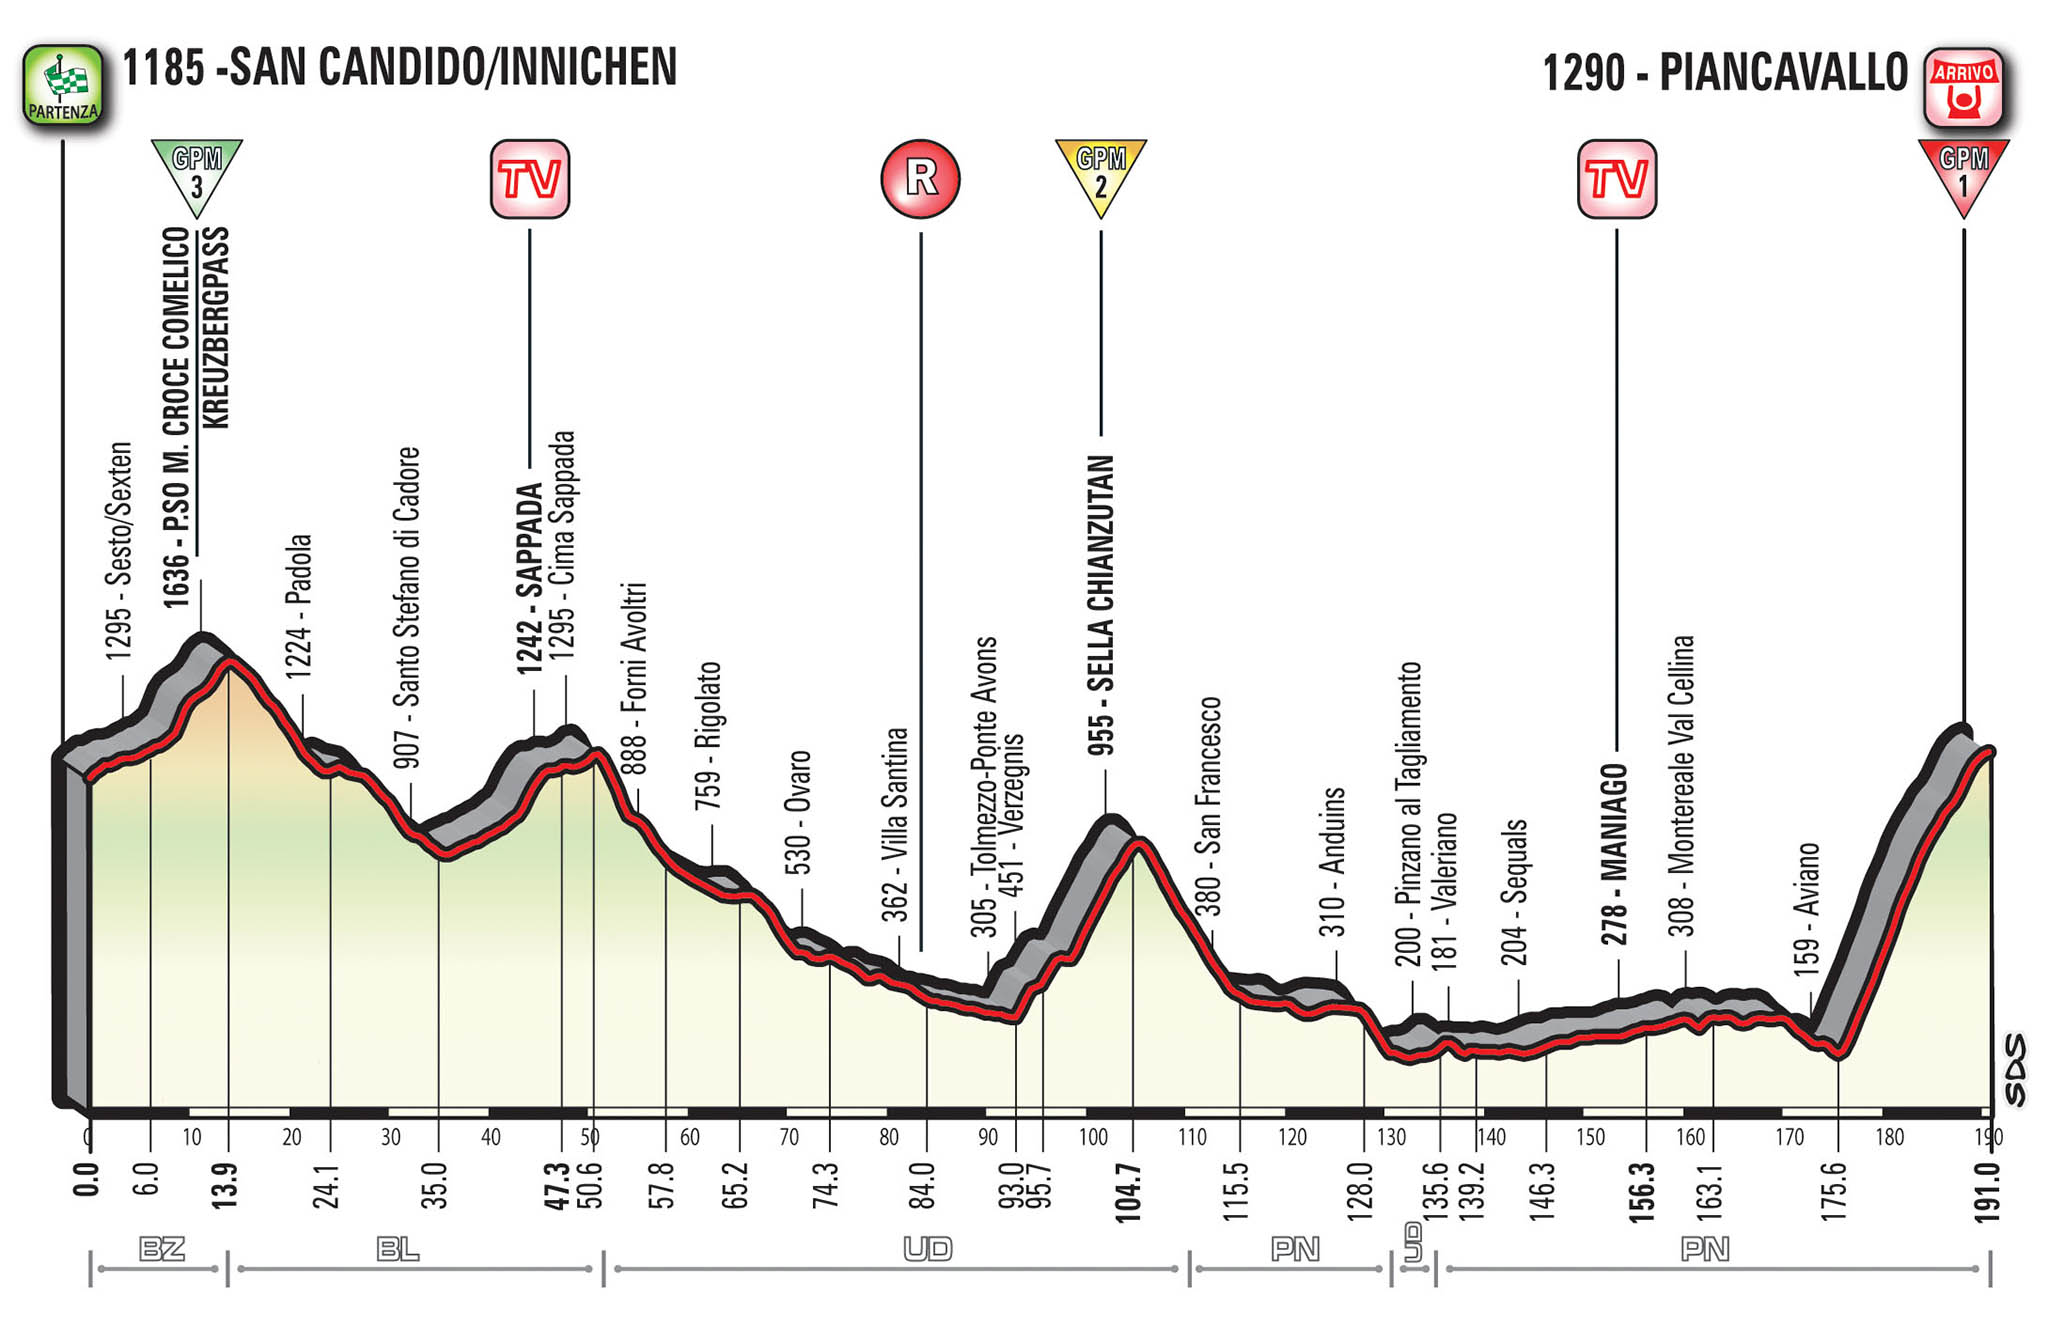 1185 -SAN CANDIDO/INNICHEN
1290 - PIANCAVALLO
PARTENZA
ARRIVO
GPM
3
TV
R
GPM
2
TV
GPM
1
1295 - Sesto/Sexten
1636 - P.SO M. CROCE COMELICO
KREUZBERGPASS
1224 - Padola
907 - Santo Stefano di Cadore
1242 - SAPPADA
1295 - Cima Sappada
888 - Forni Avoltri
759 - Rigolato
530 - Ovaro
362 - Villa Santina
305 - Tolmezzo-Ponte Avons
451 - Verzegnis
955 - SELLA CHIANZUTAN
380 - San Francesco
310 - Anduins
200 - Pinzano al Tagliamento
181 - Valeriano
204 - Sequals
278 - MANIAGO
308 - Montereale Val Cellina
159 - Aviano
SDS
0 10 20 30 40 50 60 70 80 90 100 110 120 130 140 150 160 170 180 190
0.0 6.0 13.9 24.1 35.0 47.3 50.6 57.8 65.2 74.3 84.0 93.0 95.7 104.7 115.5 128.0 135.6 139.2 146.3 156.3 163.1 175.6 191.0
BZ BL UD PN UD PN